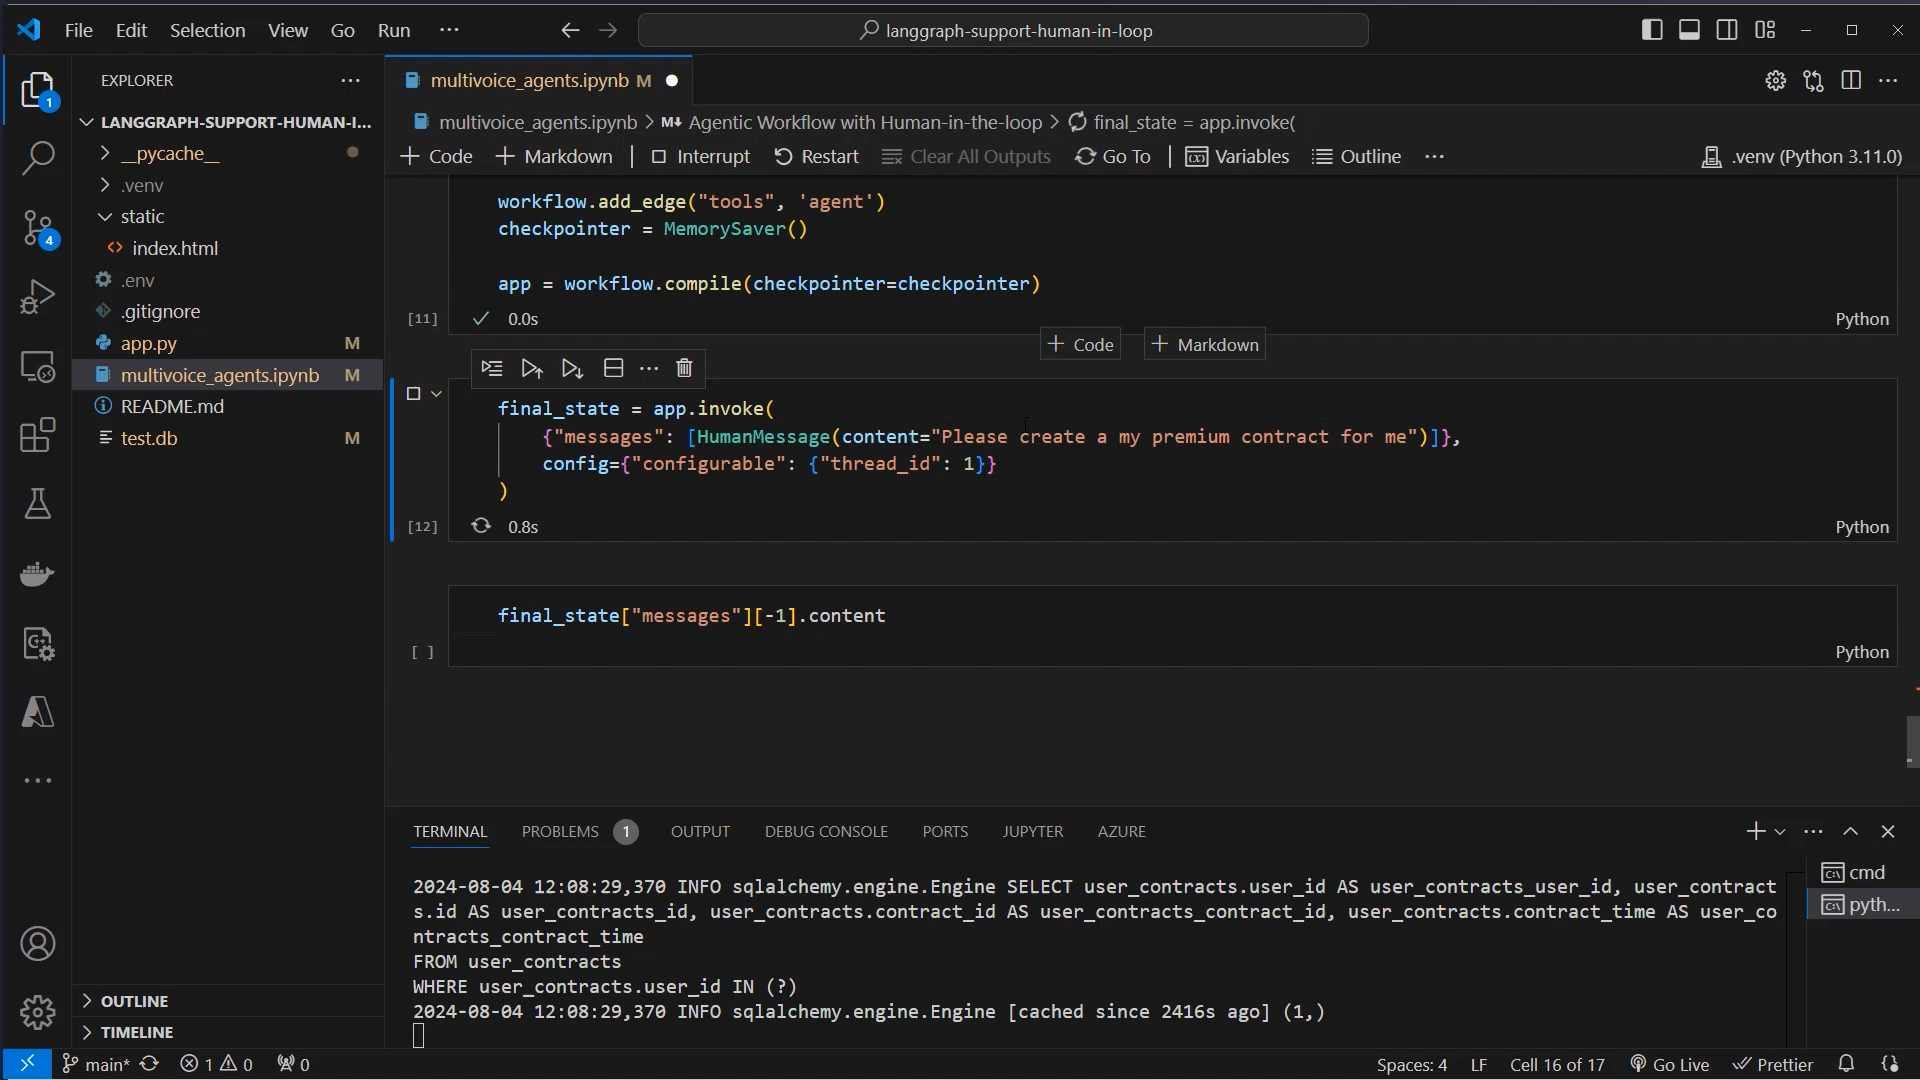 File Edit Selection View Go Run ···
langgraph-support-human-in-loop
EXPLORER
multivoice_agents.ipynb M
LANGGRAPH-SUPPORT-HUMAN-I...
multivoice_agents.ipynb > M↓ Agentic Workflow with Human-in-the-loop > final_state = app.invoke(
__pycache__
+ Code + Markdown | Interrupt Restart Clear All Outputs Go To | Variables Outline ···
.venv (Python 3.11.0)
.venv
static
index.html
.env
.gitignore
app.py M
multivoice_agents.ipynb M
README.md
test.db M
1
4
workflow.add_edge("tools", 'agent')
checkpointer = MemorySaver()
app = workflow.compile(checkpointer=checkpointer)
[11] 0.0s Python
+ Code + Markdown
final_state = app.invoke(
{"messages": [HumanMessage(content="Please create a my premium contract for me")]},
config={"configurable": {"thread_id": 1}}
)
[12] 0.8s Python
final_state["messages"][-1].content
[ ] Python
TERMINAL PROBLEMS 1 OUTPUT DEBUG CONSOLE PORTS JUPYTER AZURE
2024-08-04 12:08:29,370 INFO sqlalchemy.engine.Engine SELECT user_contracts.user_id AS user_contracts_user_id, user_contract
s.id AS user_contracts_id, user_contracts.contract_id AS user_contracts_contract_id, user_contracts.contract_time AS user_co
ntracts_contract_time
FROM user_contracts
WHERE user_contracts.user_id IN (?)
2024-08-04 12:08:29,370 INFO sqlalchemy.engine.Engine [cached since 2416s ago] (1,)
cmd
pyth...
OUTLINE
TIMELINE
main* 1 0 0 Spaces: 4 LF Cell 16 of 17 Go Live Prettier